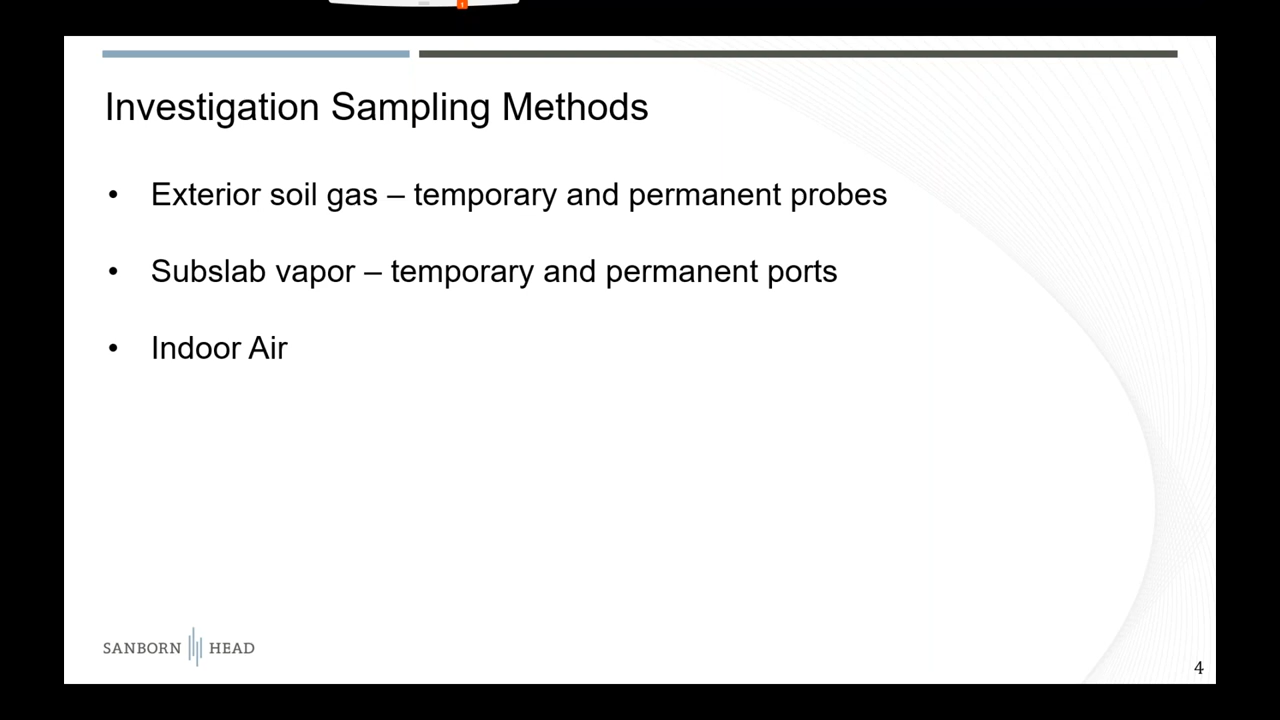 Investigation Sampling Methods
• Exterior soil gas – temporary and permanent probes
• Subslab vapor – temporary and permanent ports
• Indoor Air
SANBORN HEAD
4